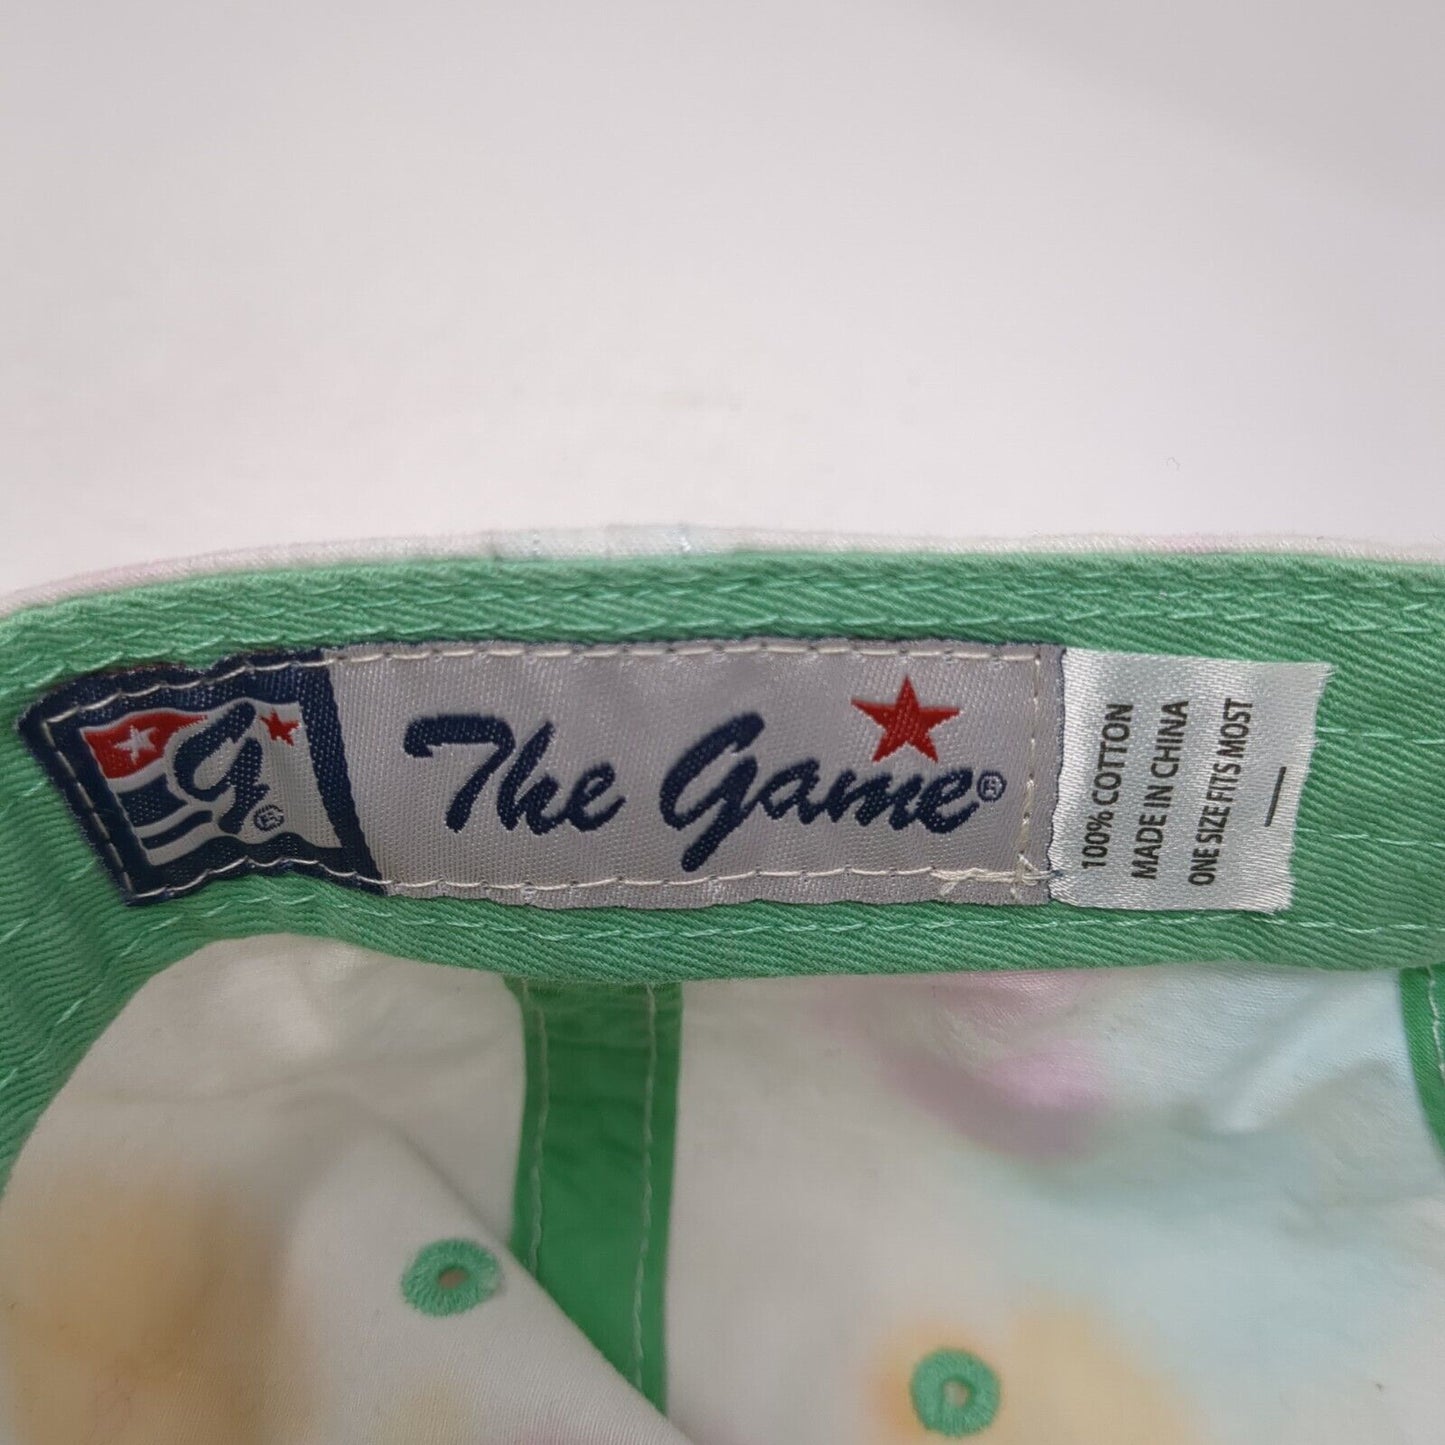 G®
The Game®
100% COTTON
MADE IN CHINA
ONE SIZE FITS MOST